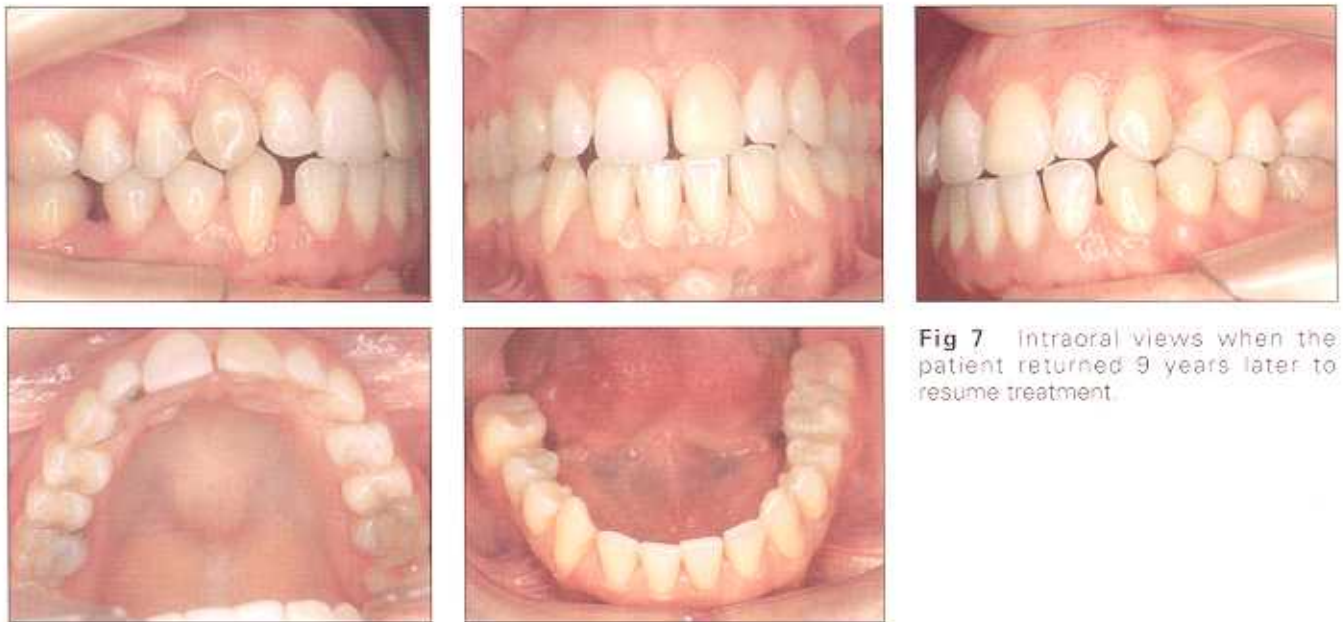 Fig 7 Intraoral views when the
patient returned 9 years later to
resume treatment.